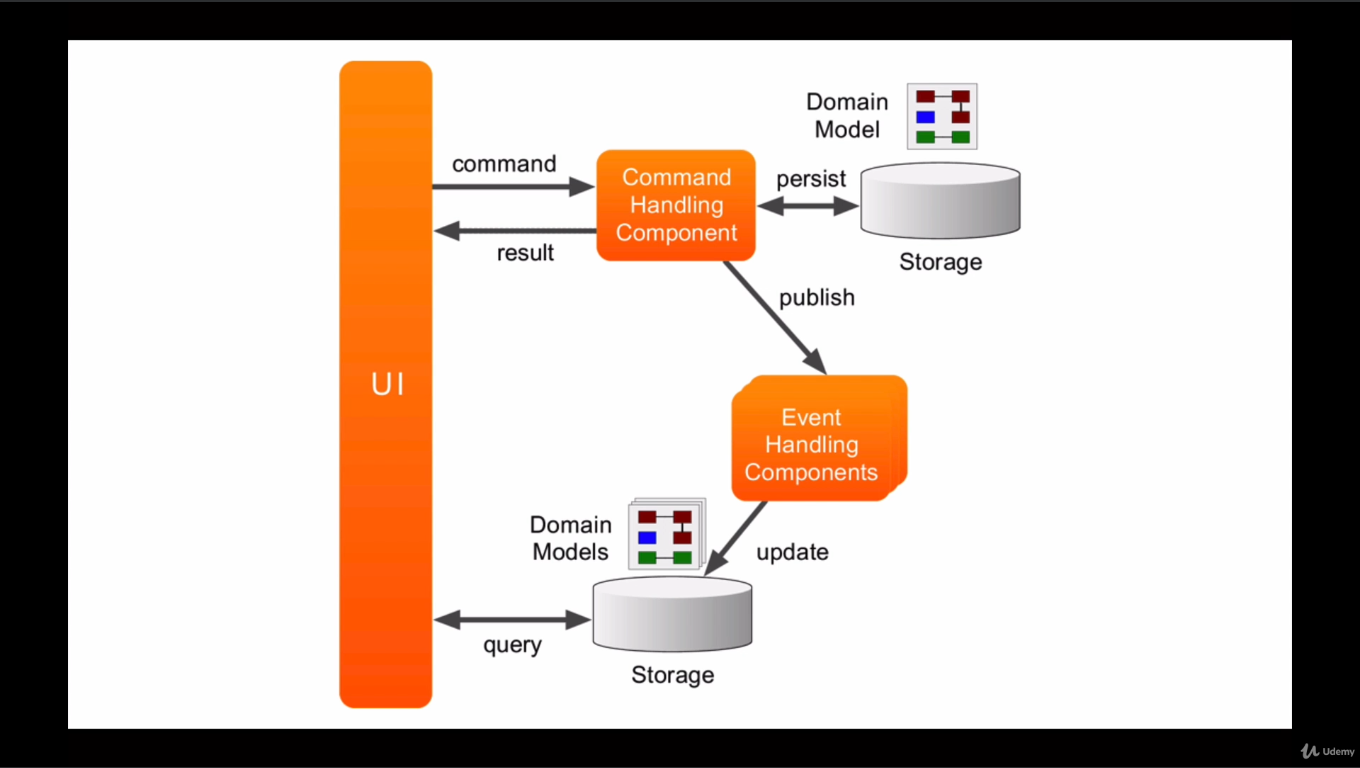 Domain
Model
command
Command
Handling
Component
persist
result
Storage
publish
UI
Event
Handling
Components
Domain
Models
update
query
Storage
Udemy